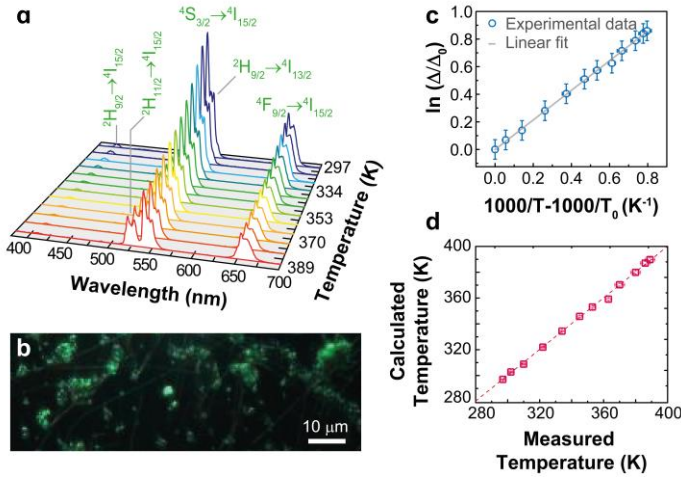 a
⁴S₃/₂→⁴I₁₅/₂
²H₉/₂→⁴I₁₅/₂
²H₁₁/₂→⁴I₁₅/₂
²H₉/₂→⁴I₁₃/₂
⁴F₉/₂→⁴I₁₅/₂
297
334
353
370
389
Temperature (K)
400 450 500 550 600 650 700
Wavelength (nm)
b
10 μm
c
Experimental data
Linear fit
1.0
0.8
0.6
0.4
0.2
0.0
ln (Δ/Δ₀)
0.0 0.2 0.4 0.6 0.8
1000/T-1000/T₀ (K⁻¹)
d
400
360
320
280
Calculated
Temperature (K)
280 320 360 400
Measured
Temperature (K)